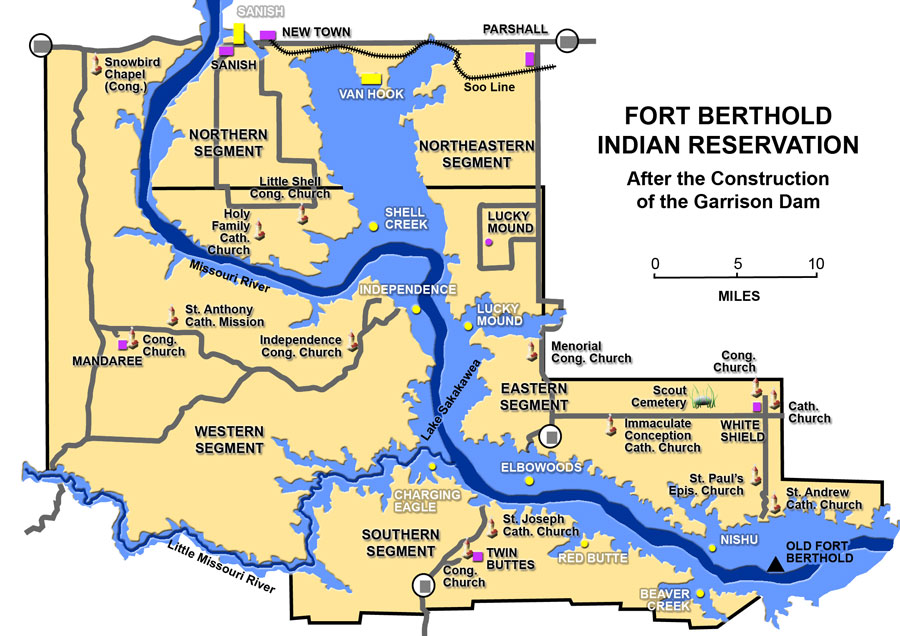 SANISH
NEW TOWN
PARSHALL
SANISH
Snowbird
Chapel
(Cong.)
Soo Line
VAN HOOK
FORT BERTHOLD
INDIAN RESERVATION
After the Construction
of the Garrison Dam
NORTHERN
SEGMENT
NORTHEASTERN
SEGMENT
Little Shell
Cong. Church
Holy
Family
Cath.
Church
SHELL
CREEK
LUCKY
MOUND
0 5 10
MILES
Missouri River
INDEPENDENCE
St. Anthony
Cath. Mission
LUCKY
MOUND
Cong.
Church
MANDAREE
Independence
Cong. Church
Menorial
Cong. Church
Cong.
Church
Lake Sakakawea
EASTERN
SEGMENT
Scout
Cemetery
Cath.
Church
WHITE
SHIELD
Immaculate
Conception
Cath. Church
WESTERN
SEGMENT
ELBOWOODS
CHARGING
EAGLE
St. Paul's
Epis. Church
St. Andrew
Cath. Church
St. Joseph
Cath. Church
SOUTHERN
SEGMENT
NISHU
OLD FORT
BERTHOLD
Little Missouri River
TWIN
BUTTES
Cong.
Church
RED BUTTE
BEAVER
CREEK